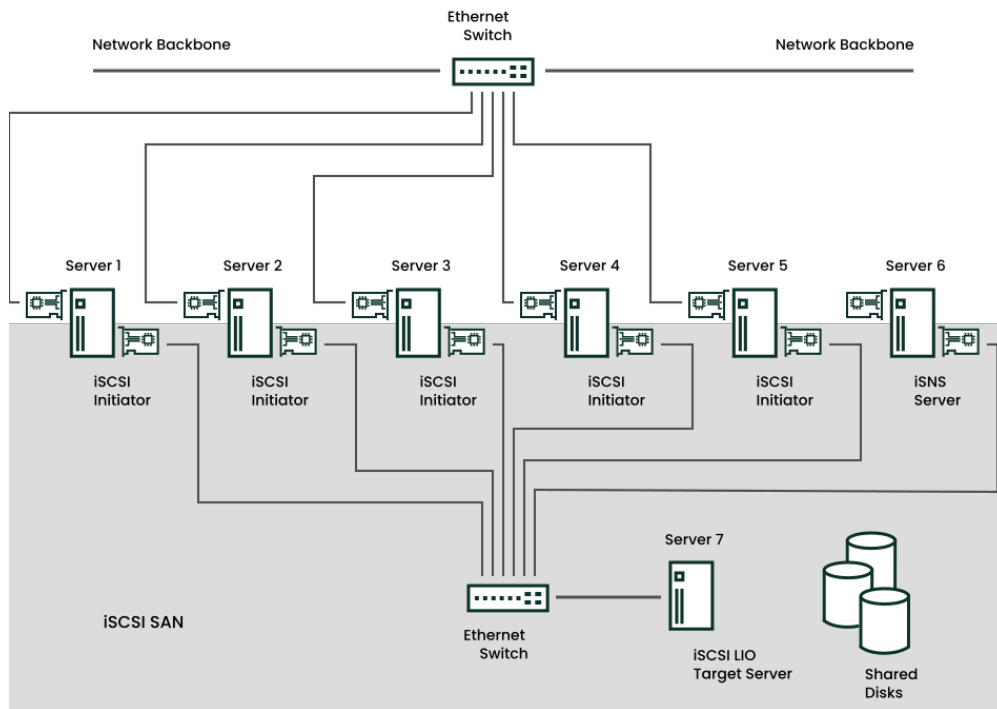 Ethernet
Switch
Network Backbone
Network Backbone
Server 1
Server 2
Server 3
Server 4
Server 5
Server 6
iSCSI
Initiator
iSCSI
Initiator
iSCSI
Initiator
iSCSI
Initiator
iSCSI
Initiator
iSNS
Server
Server 7
iSCSI SAN
Ethernet
Switch
iSCSI LIO
Target Server
Shared
Disks